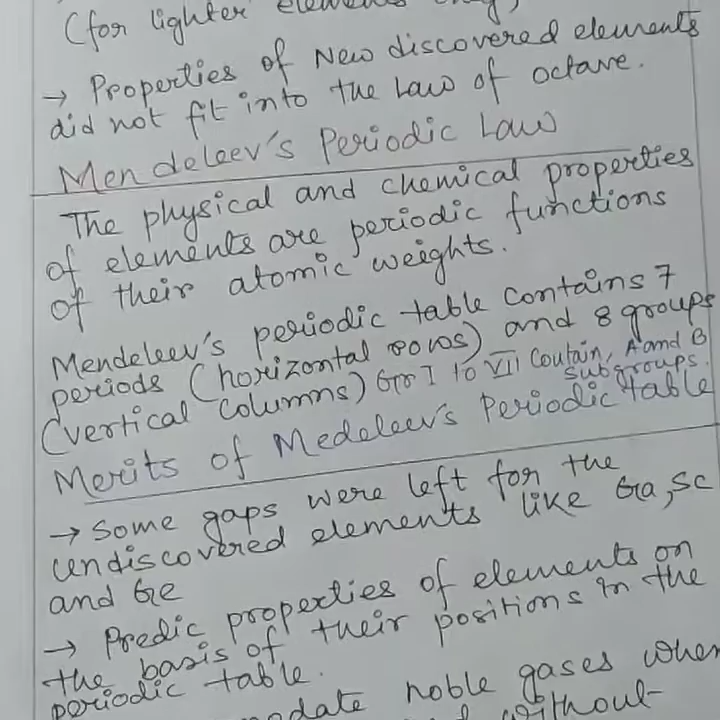 (for lighter elements
→ Properties of New discovered elements
did not fit into the Law of octave.
Mendeleev's Periodic Law
The physical and chemical properties
of elements are periodic functions
of their atomic weights.
Mendeleev's periodic table contains 7
periods (horizontal rows) and 8 groups
(vertical columns) Gr I to VII Contain, A and B
subgroups.
Merits of Medeleev's Periodic table
→ Some gaps were left for the
undiscovered elements like Ga, Sc
and Ge
→ Predic properties of elements on
the basis of their positions in the
periodic table.
noble gases when